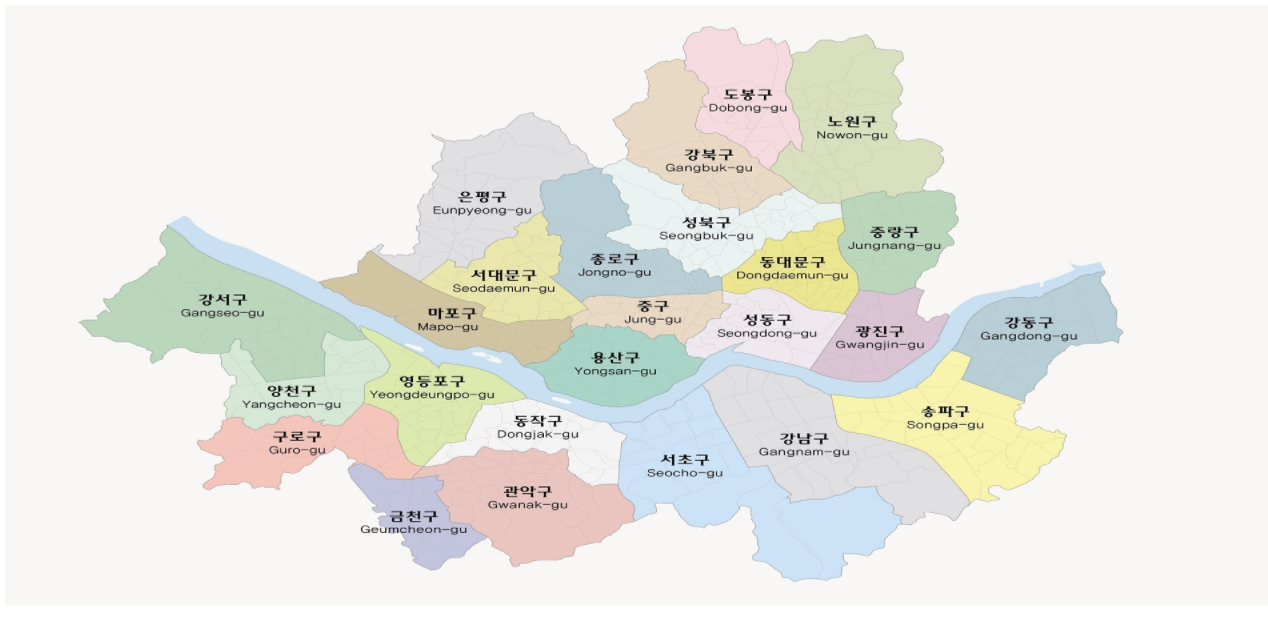 도봉구
Dobong-gu
노원구
Nowon-gu
강북구
Gangbuk-gu
은평구
Eunpyeong-gu
성북구
Seongbuk-gu
중랑구
Jungnang-gu
종로구
Jongno-gu
동대문구
Dongdaemun-gu
서대문구
Seodaemun-gu
강서구
Gangseo-gu
마포구
Mapo-gu
중구
Jung-gu
성동구
Seongdong-gu
광진구
Gwangjin-gu
강동구
Gangdong-gu
용산구
Yongsan-gu
양천구
Yangcheon-gu
영등포구
Yeongdeungpo-gu
동작구
Dongjak-gu
송파구
Songpa-gu
구로구
Guro-gu
강남구
Gangnam-gu
서초구
Seocho-gu
관악구
Gwanak-gu
금천구
Geumcheon-gu